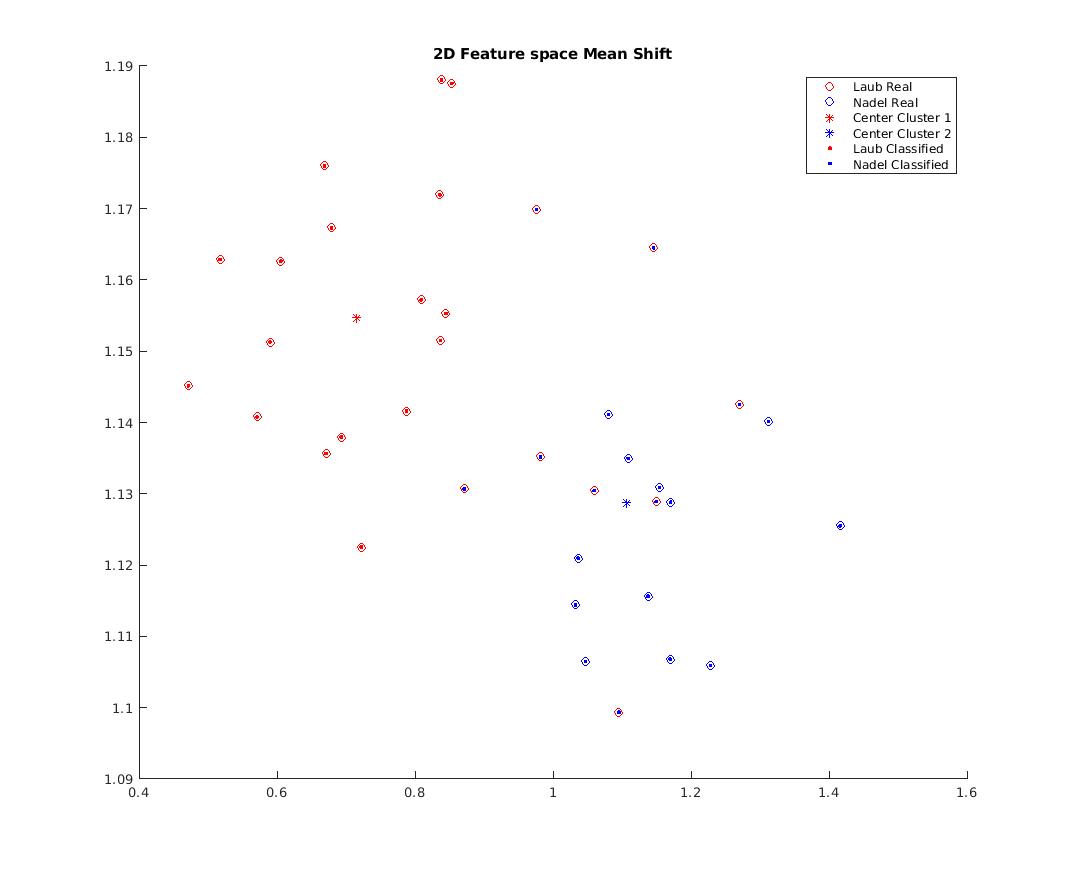 2D Feature space Mean Shift
1.19
1.18
1.17
1.16
1.15
1.14
1.13
1.12
1.11
1.1
1.09
0.4 0.6 0.8 1 1.2 1.4 1.6
Laub Real
Nadel Real
Center Cluster 1
Center Cluster 2
Laub Classified
Nadel Classified